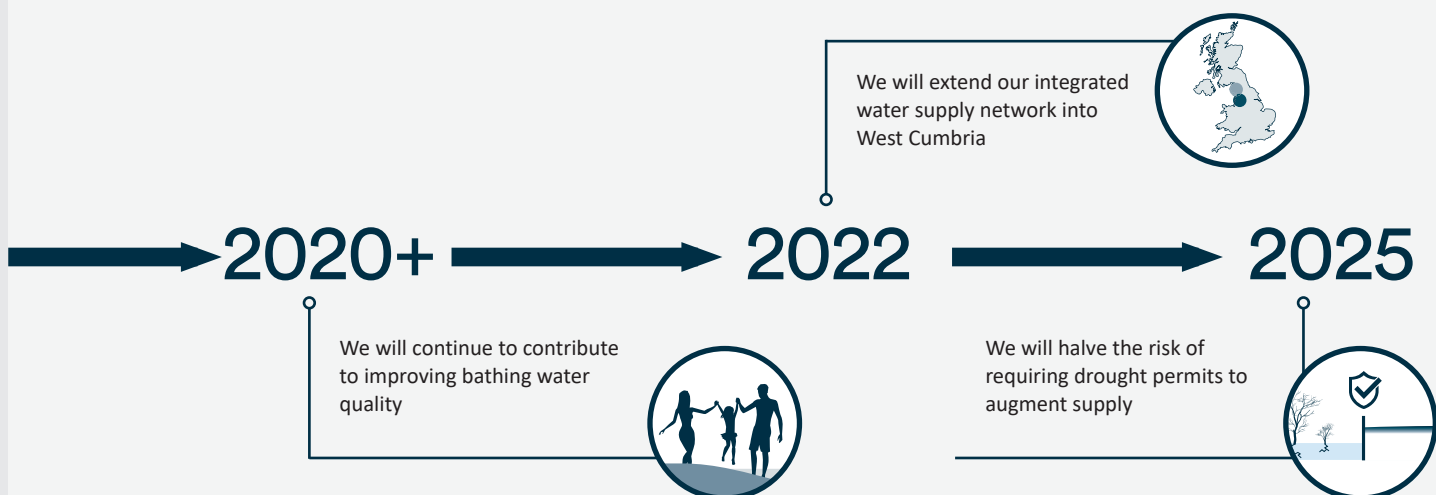 We will extend our integrated
water supply network into
West Cumbria
2020+
2022
2025
We will continue to contribute
to improving bathing water
quality
We will halve the risk of
requiring drought permits to
augment supply